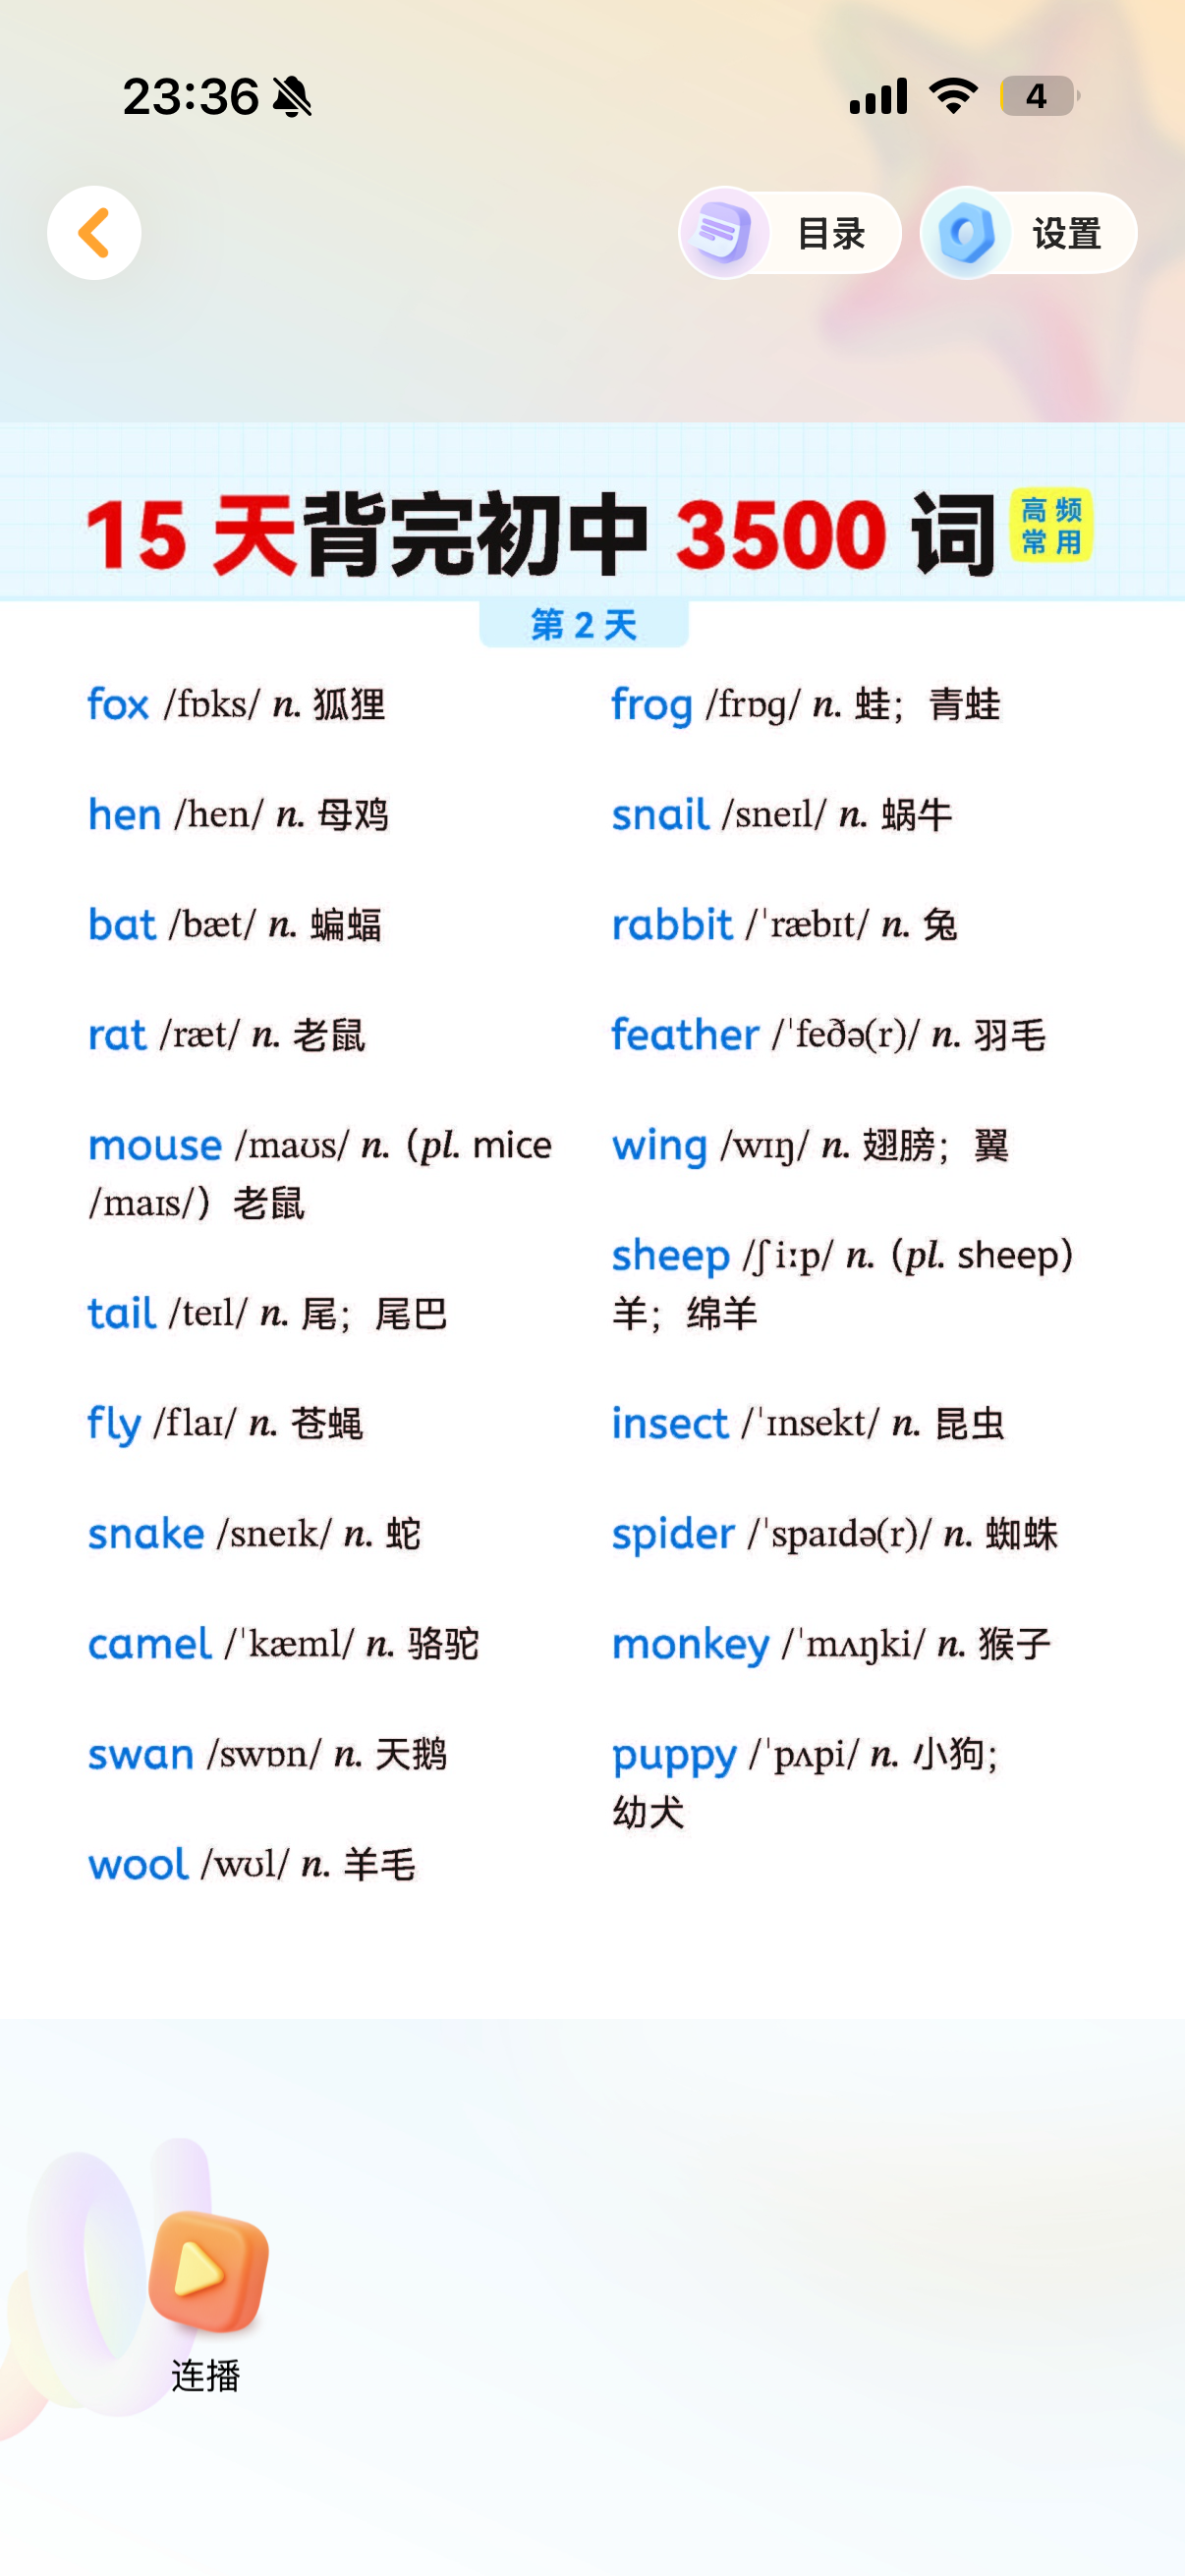 23:36
4
目录
设置
15 天背完初中 3500 词
高频
常用
第 2 天
fox /fɒks/ n. 狐狸
hen /hen/ n. 母鸡
bat /bæt/ n. 蝙蝠
rat /ræt/ n. 老鼠
mouse /maʊs/ n.（pl. mice
/maɪs/）老鼠
tail /teɪl/ n. 尾；尾巴
fly /flaɪ/ n. 苍蝇
snake /sneɪk/ n. 蛇
camel /ˈkæml/ n. 骆驼
swan /swɒn/ n. 天鹅
wool /wʊl/ n. 羊毛
frog /frɒg/ n. 蛙；青蛙
snail /sneɪl/ n. 蜗牛
rabbit /ˈræbɪt/ n. 兔
feather /ˈfeðə(r)/ n. 羽毛
wing /wɪŋ/ n. 翅膀；翼
sheep /ʃiːp/ n.（pl. sheep）
羊；绵羊
insect /ˈɪnsekt/ n. 昆虫
spider /ˈspaɪdə(r)/ n. 蜘蛛
monkey /ˈmʌŋki/ n. 猴子
puppy /ˈpʌpi/ n. 小狗；
幼犬
连播